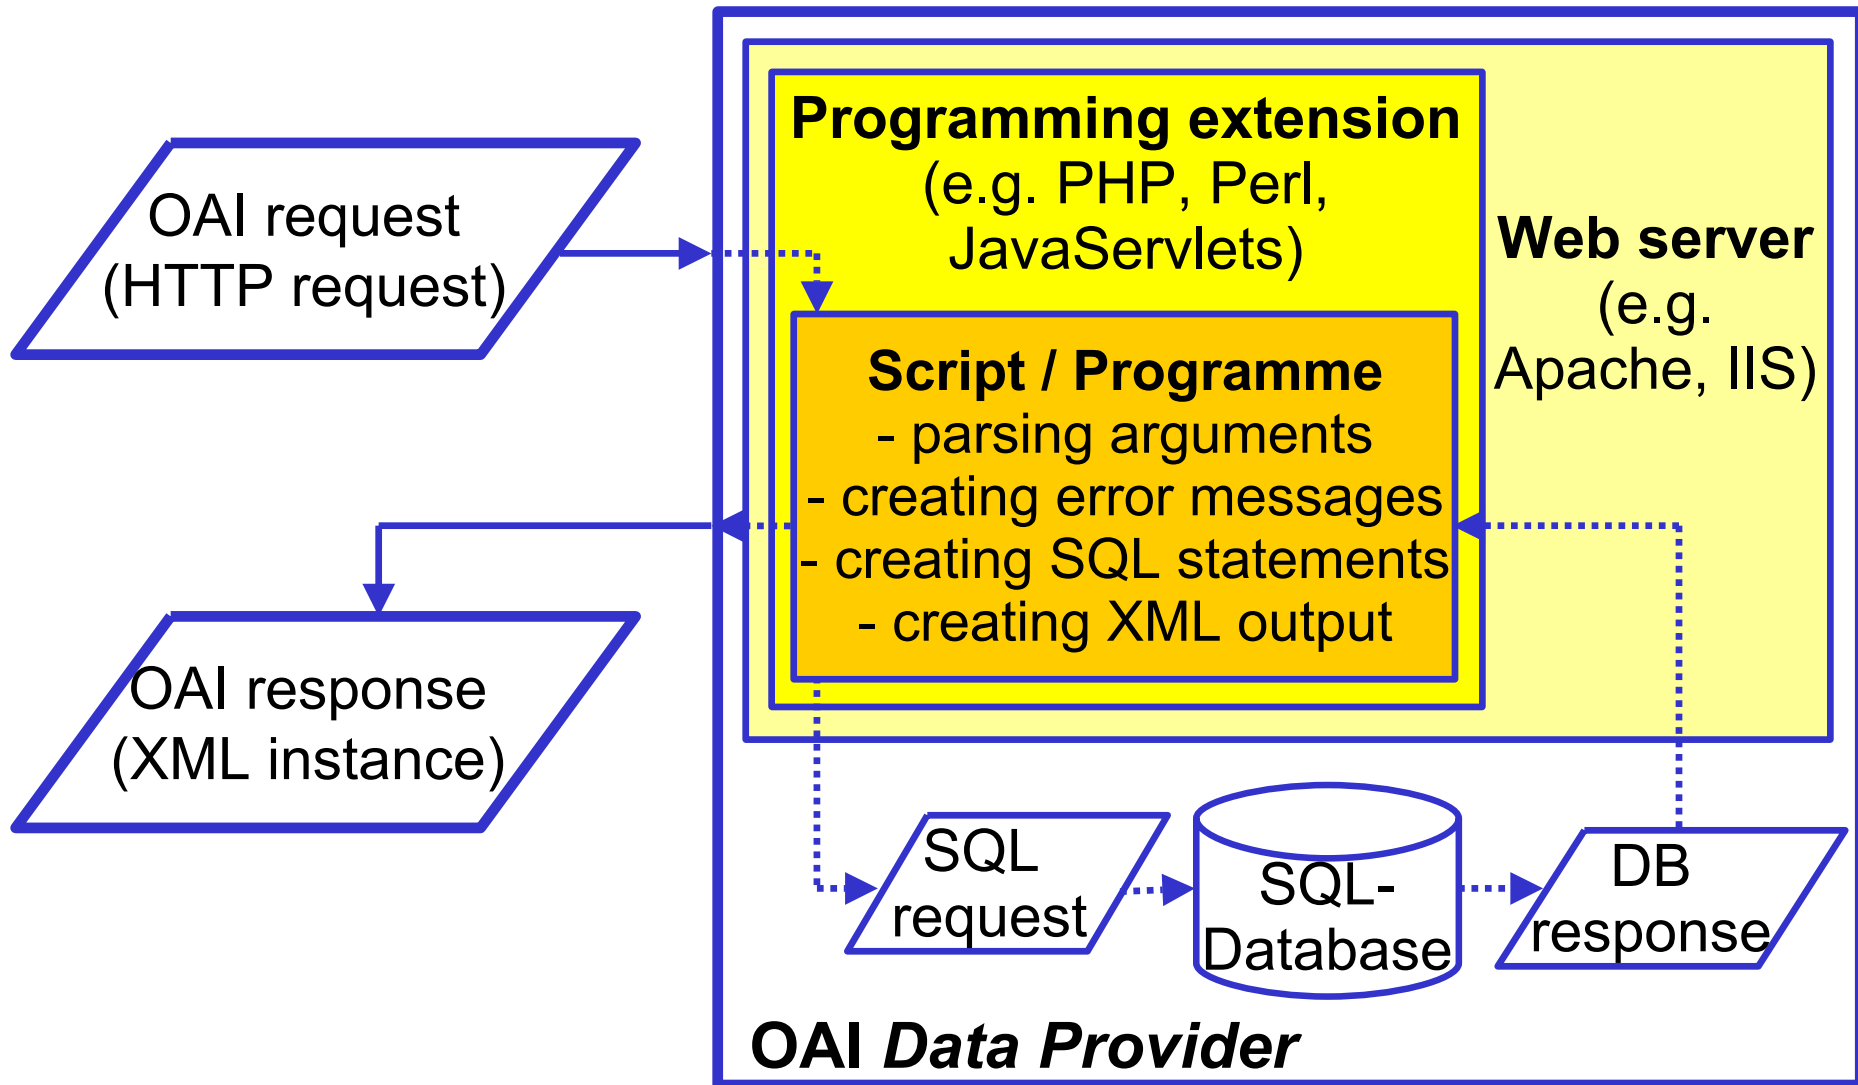 OAI request
(HTTP request)
OAI response
(XML instance)
Programming extension
(e.g. PHP, Perl,
JavaServlets)
Script / Programme
- parsing arguments
- creating error messages
- creating SQL statements
- creating XML output
Web server
(e.g.
Apache, IIS)
SQL
request
SQL-
Database
DB
response
OAI Data Provider